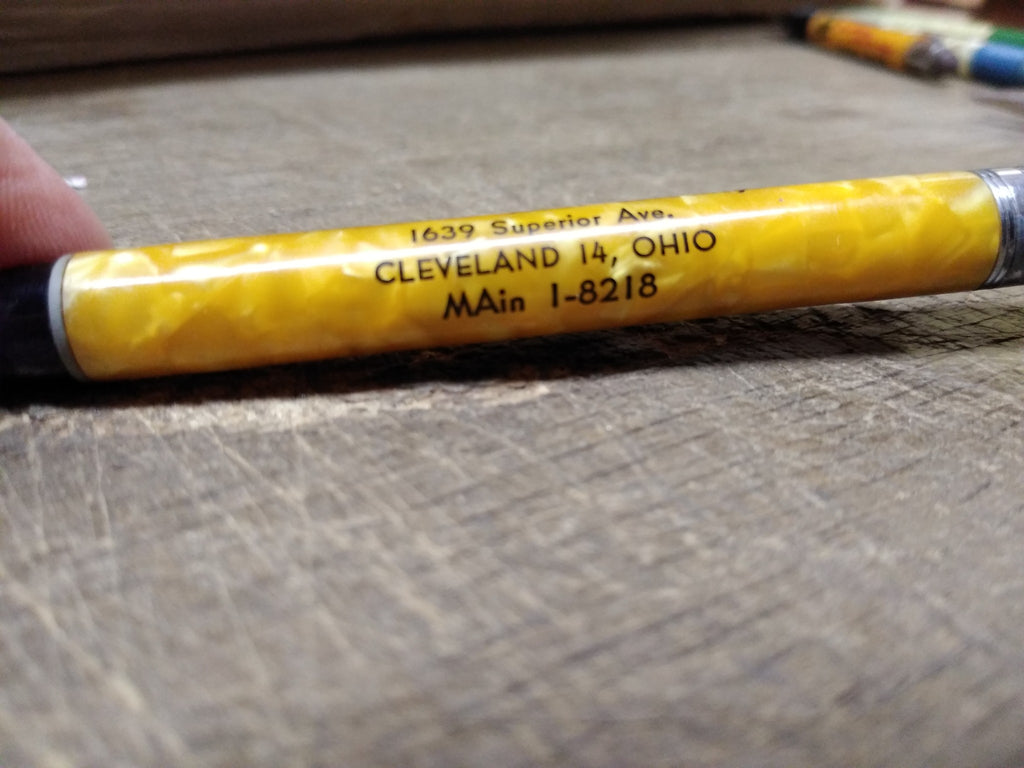 1639 Superior Ave.
CLEVELAND 14, OHIO
MAin 1-8218